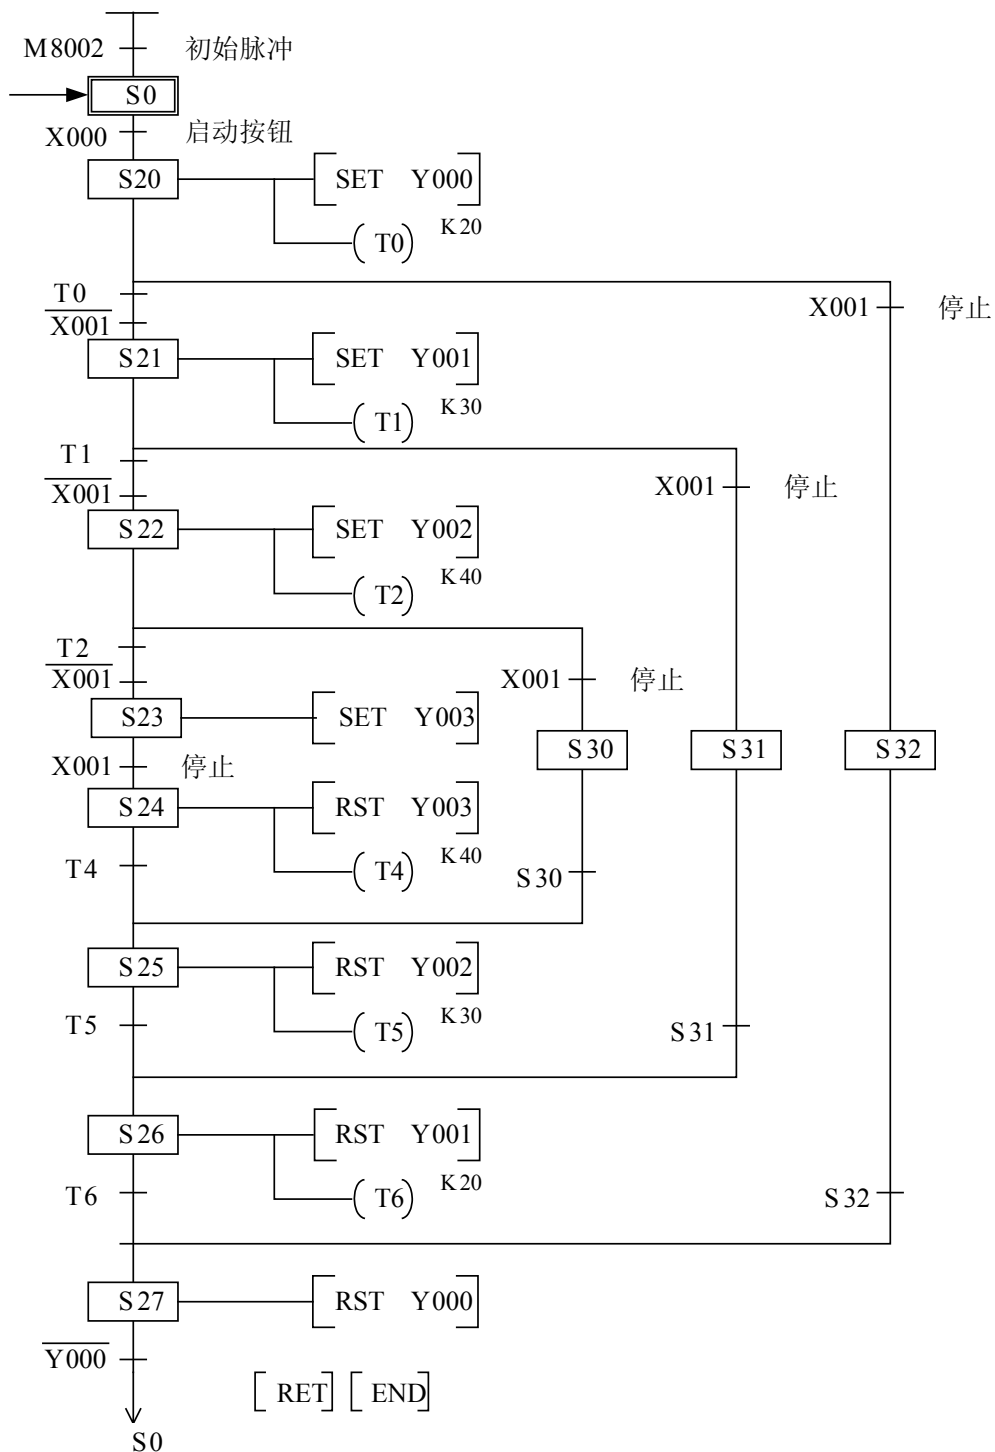 M8002 初始脉冲
S0
X000 启动按钮
S20 SET Y000
K20
T0
T0
X001 停止
X001
S21 SET Y001
K30
T1
T1
X001 停止
X001
S22 SET Y002
K40
T2
T2
X001
X001 停止
S23 SET Y003
S30 S31 S32
X001 停止
S24 RST Y003
K40
T4
T4
S30
S25 RST Y002
K30
T5
T5
S31
S26 RST Y001
K20
T6
T6
S32
S27 RST Y000
Y000
RET END
S0